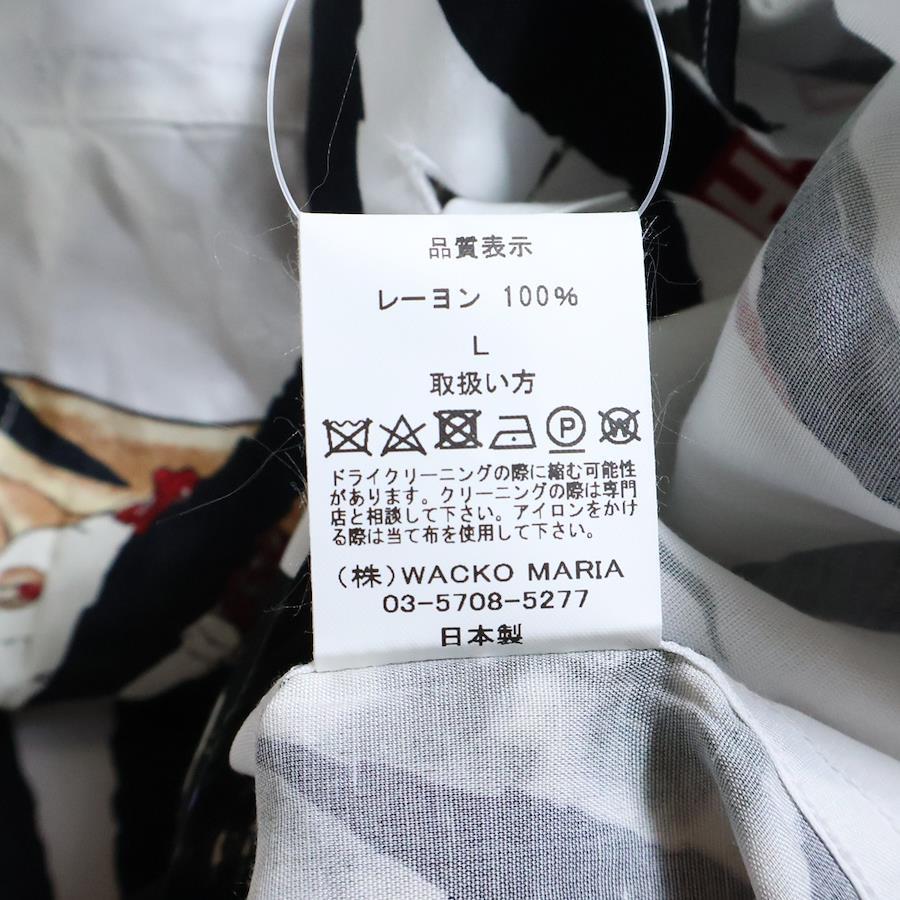 品質表示
レーヨン 100%
L
取扱い方
P
W
ドライクリーニングの際に縮む可能性
があります。クリーニングの際は専門
店と相談して下さい。アイロンをかけ
る際は当て布を使用して下さい。
(株)WACKO MARIA
03-5708-5277
日本製